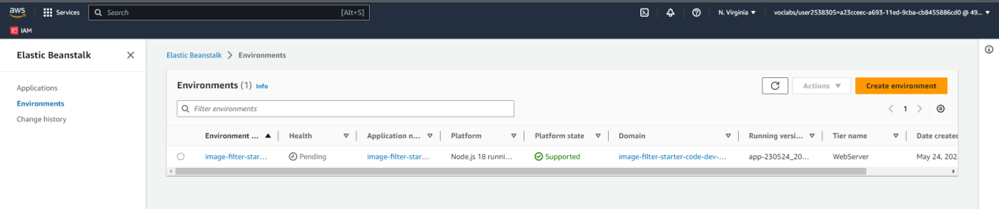 aws Services Search [Alt+S] N. Virginia voclabs/user2538305=a23cceec-a693-11ed-9cba-cb8455886cd0 @ 49...
IAM
Elastic Beanstalk
Applications
Environments
Change history
Elastic Beanstalk > Environments
Environments (1) Info
Actions
Create environment
Filter environments
1
Environment ... Health Application n... Platform Platform state Domain Running versi... Tier name Date created
image-filter-star... Pending image-filter-star... Node.js 18 runni... Supported image-filter-starter-code-dev-... app-230524_20... WebServer May 24, 202